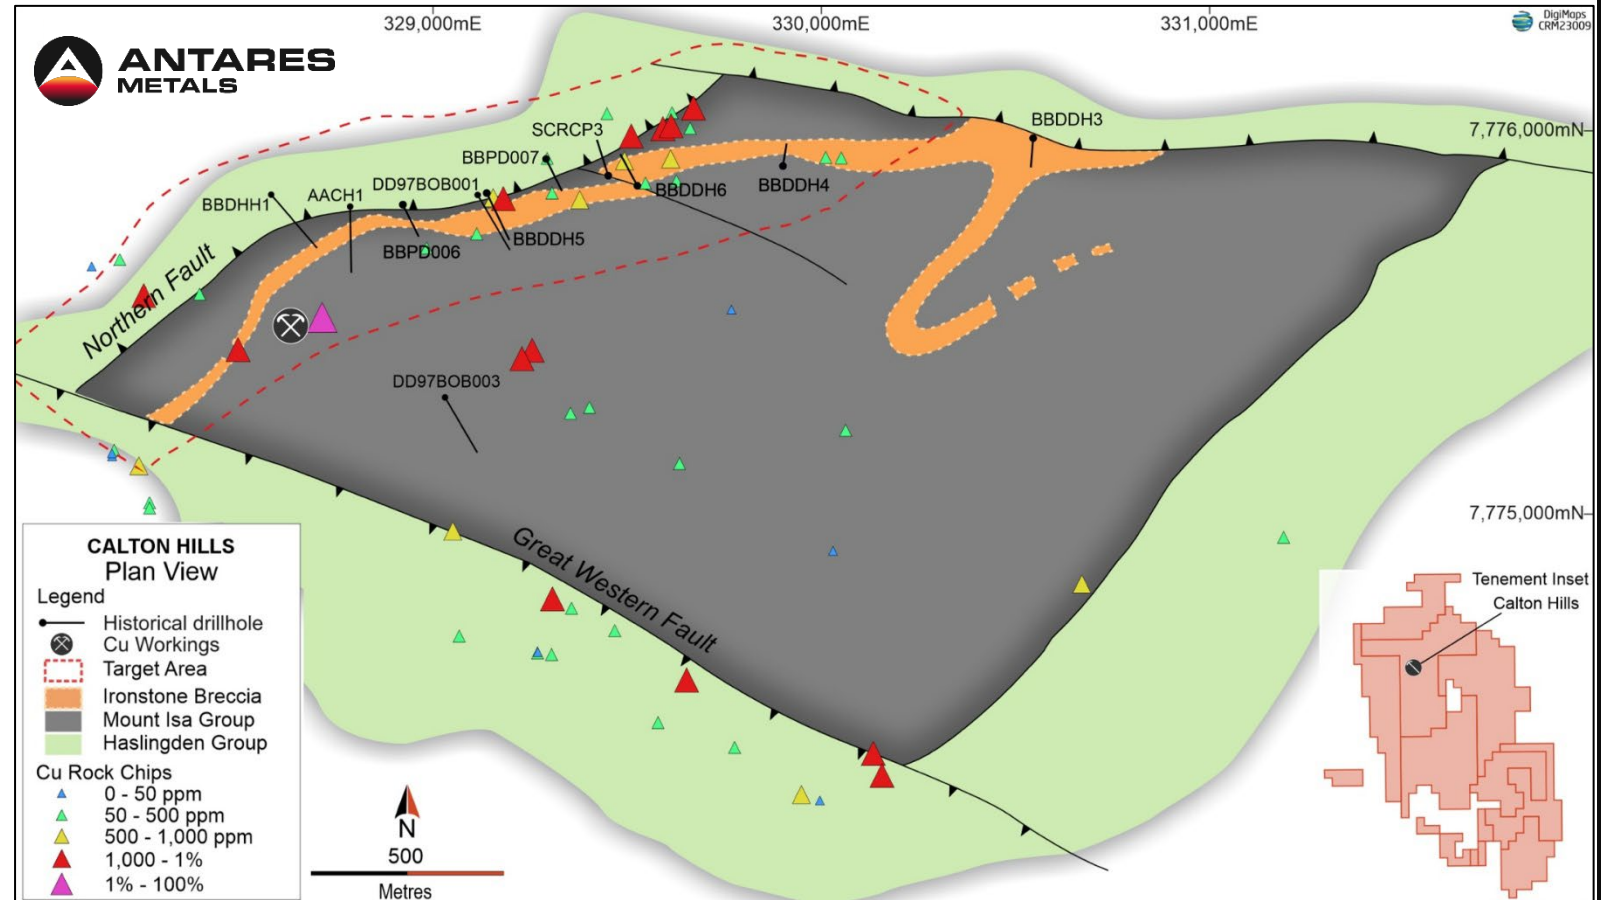 329,000mE
330,000mE
331,000mE
DigiMaps
CRM23009
ANTARES
METALS
7,776,000mN
BBDDH3
SCRCP3
BBPD007
DD97BOB001
AACH1
BBDHH1
BBDDH6
BBDDH4
BBDDH5
BBPD006
Northern Fault
DD97BOB003
7,775,000mN
Great Western Fault
CALTON HILLS
Plan View
Legend
Historical drillhole
Cu Workings
Target Area
Ironstone Breccia
Mount Isa Group
Haslingden Group
Cu Rock Chips
0 - 50 ppm
50 - 500 ppm
500 - 1,000 ppm
1,000 - 1%
1% - 100%
N
500
Metres
Tenement Inset
Calton Hills